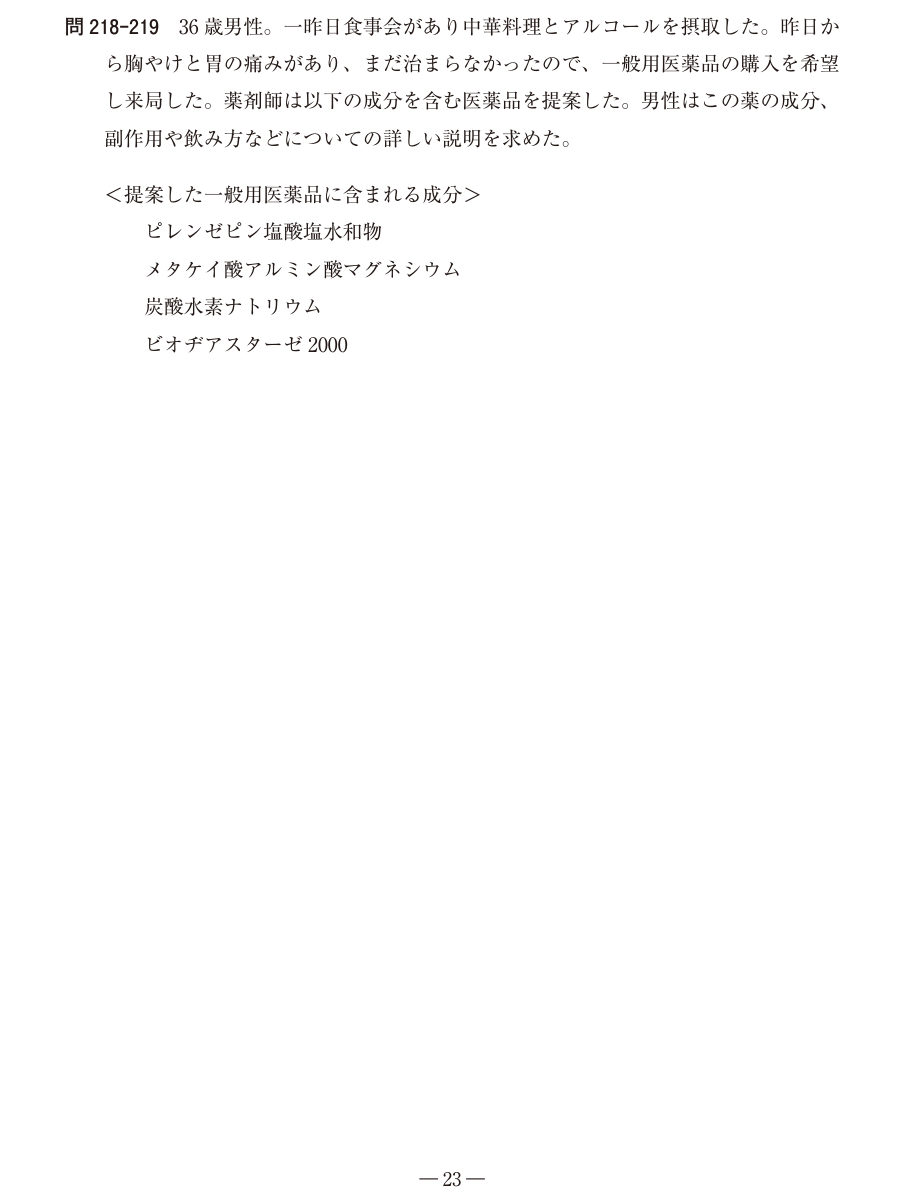 問 218−219　36 歳男性。一昨日食事会があり中華料理とアルコールを摂取した。昨日か
ら胸やけと胃の痛みがあり、まだ治まらなかったので、一般用医薬品の購入を希望
し来局した。薬剤師は以下の成分を含む医薬品を提案した。男性はこの薬の成分、
副作用や飲み方などについての詳しい説明を求めた。
＜提案した一般用医薬品に含まれる成分＞
ピレンゼピン塩酸塩水和物
メタケイ酸アルミン酸マグネシウム
炭酸水素ナトリウム
ビオヂアスターゼ 2000
― 23 ―